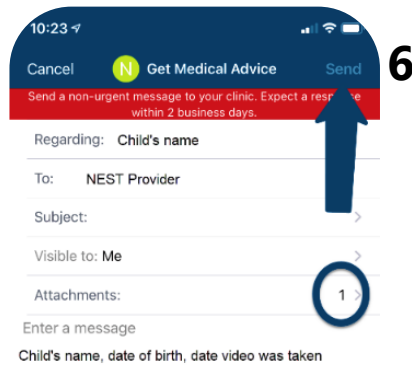 10:23
Cancel N Get Medical Advice Send 6
Send a non-urgent message to your clinic. Expect a response
within 2 business days.
Regarding: Child's name
To: NEST Provider
Subject:
Visible to: Me
Attachments: 1
Enter a message
Child's name, date of birth, date video was taken